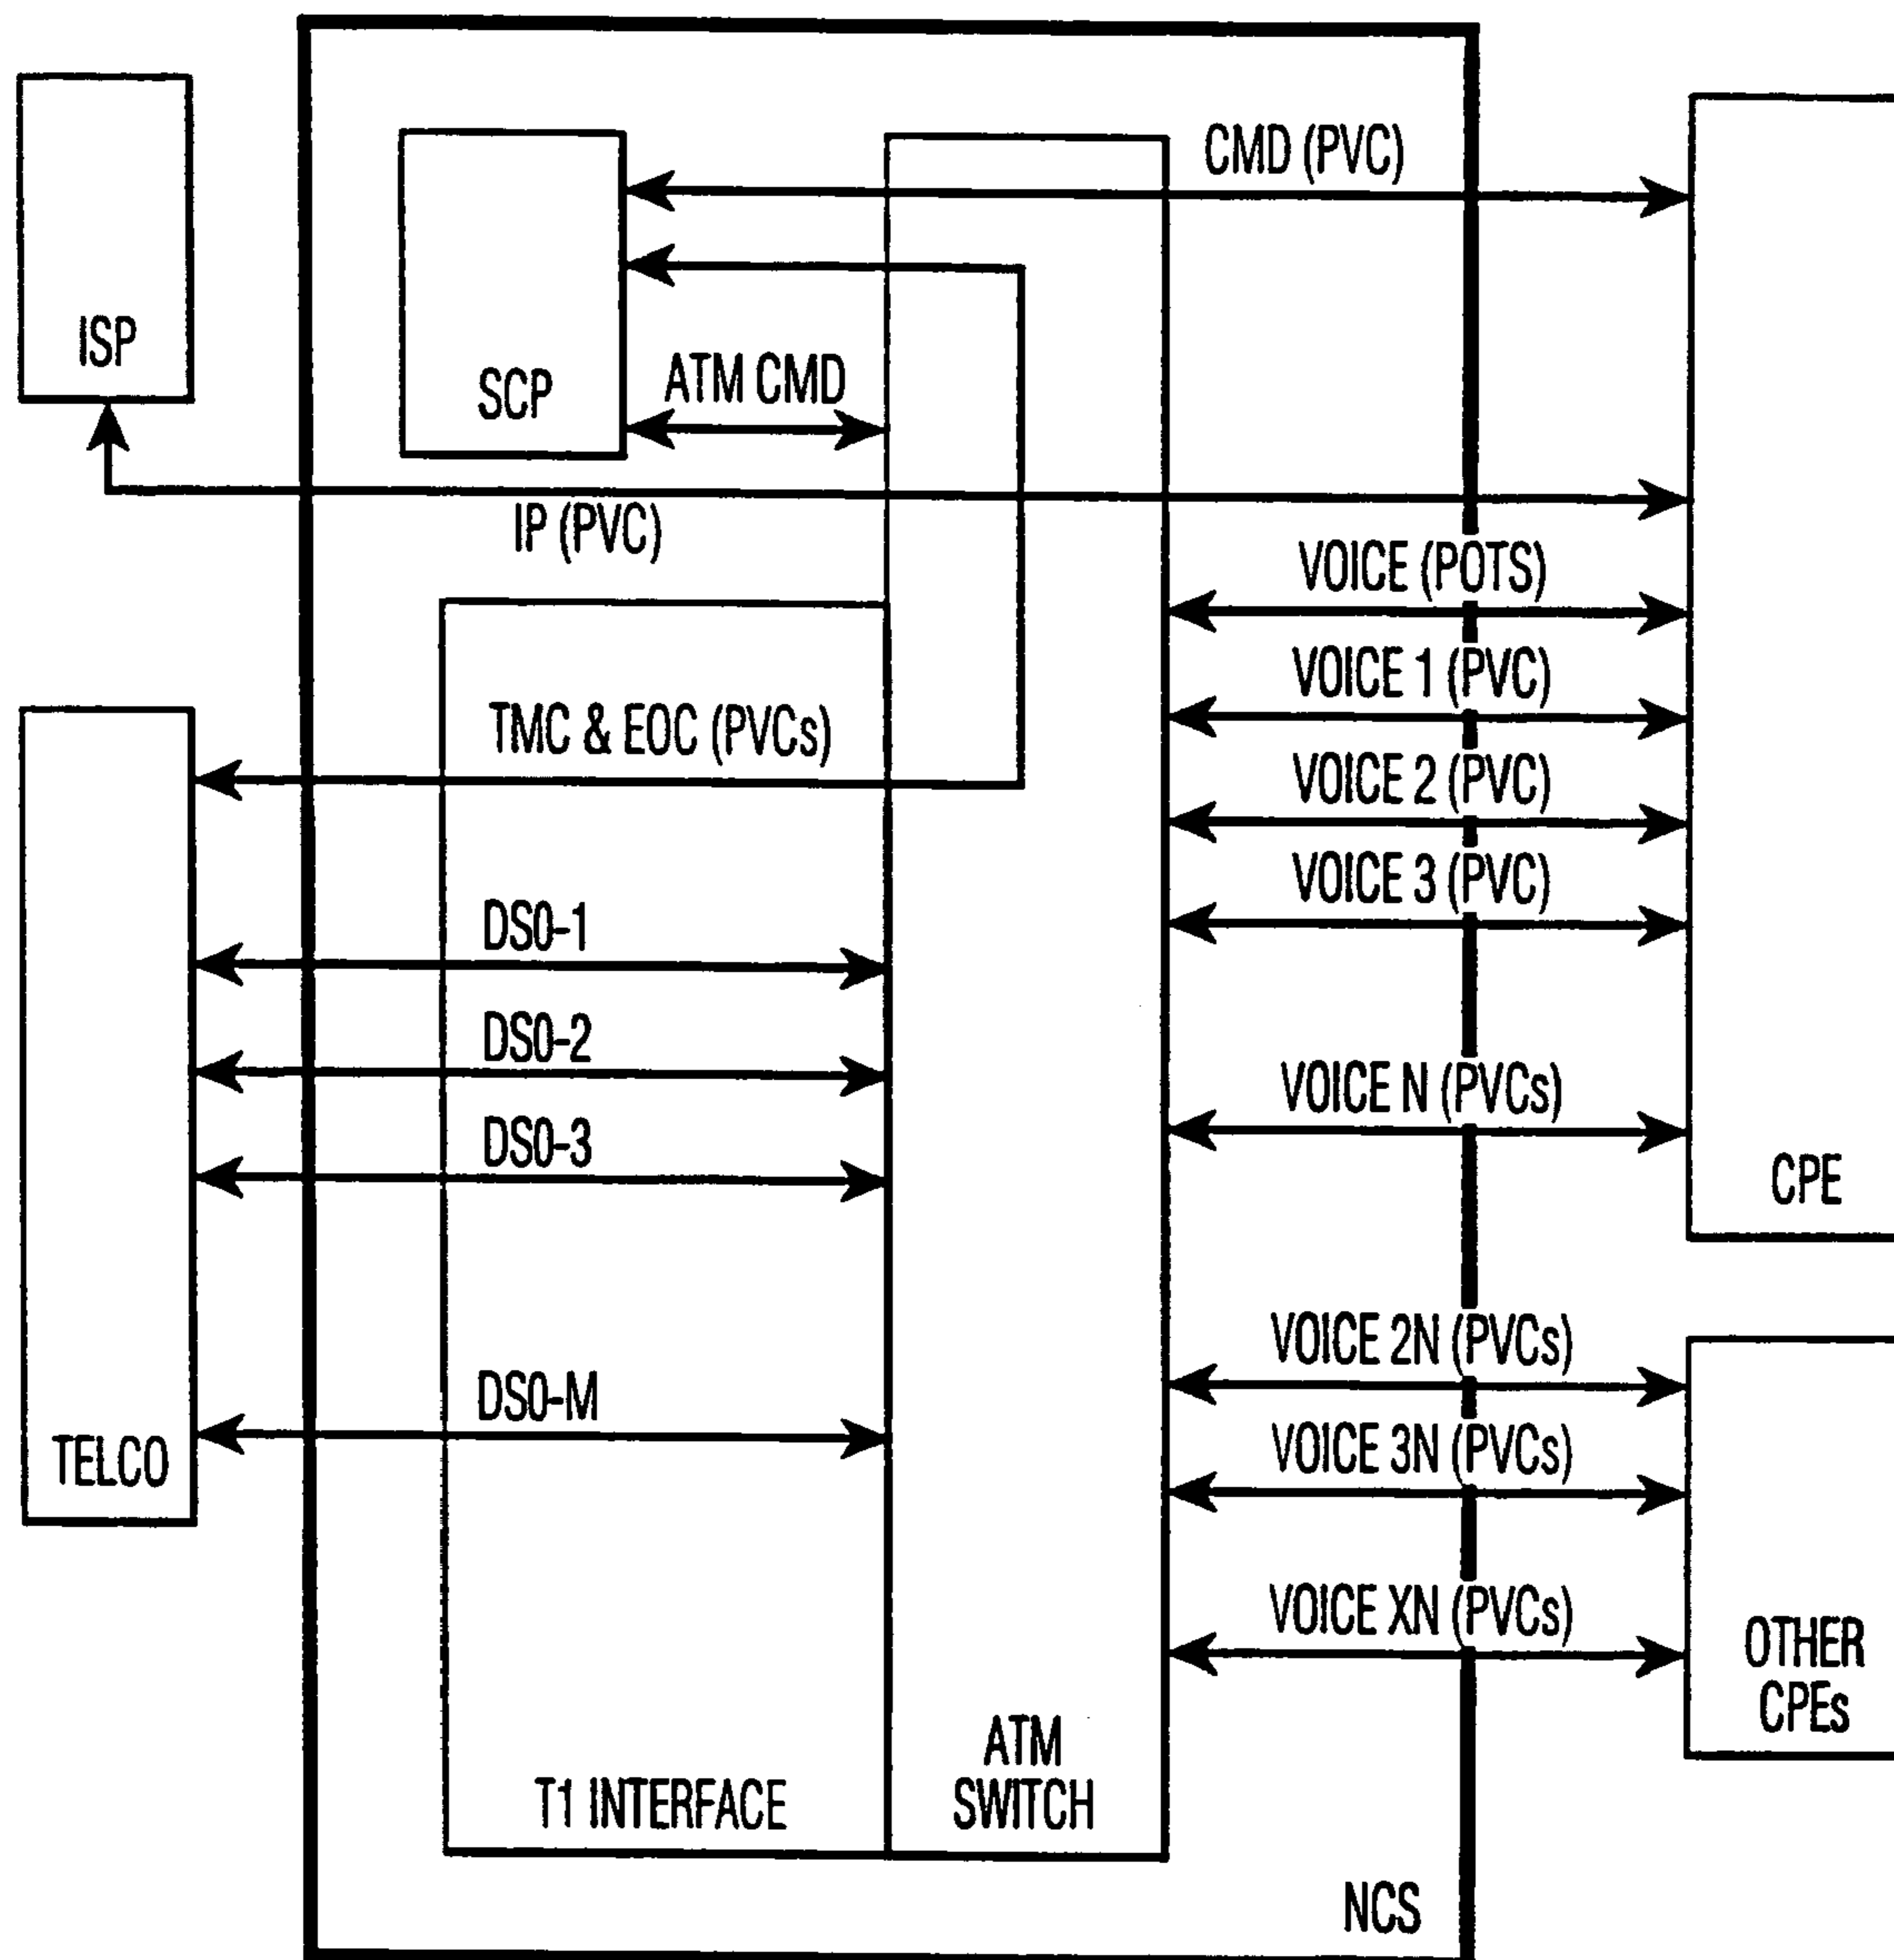 CMD (PVC)
ISP
SCP
ATM CMD
IP (PVC)
VOICE (POTS)
VOICE 1 (PVC)
TMC & EOC (PVCs)
VOICE 2 (PVC)
VOICE 3 (PVC)
DS0-1
DS0-2
DS0-3
VOICE N (PVCs)
CPE
VOICE 2N (PVCs)
DS0-M
TELCO
VOICE 3N (PVCs)
VOICE XN (PVCs)
OTHER
CPEs
T1 INTERFACE
ATM
SWITCH
NCS